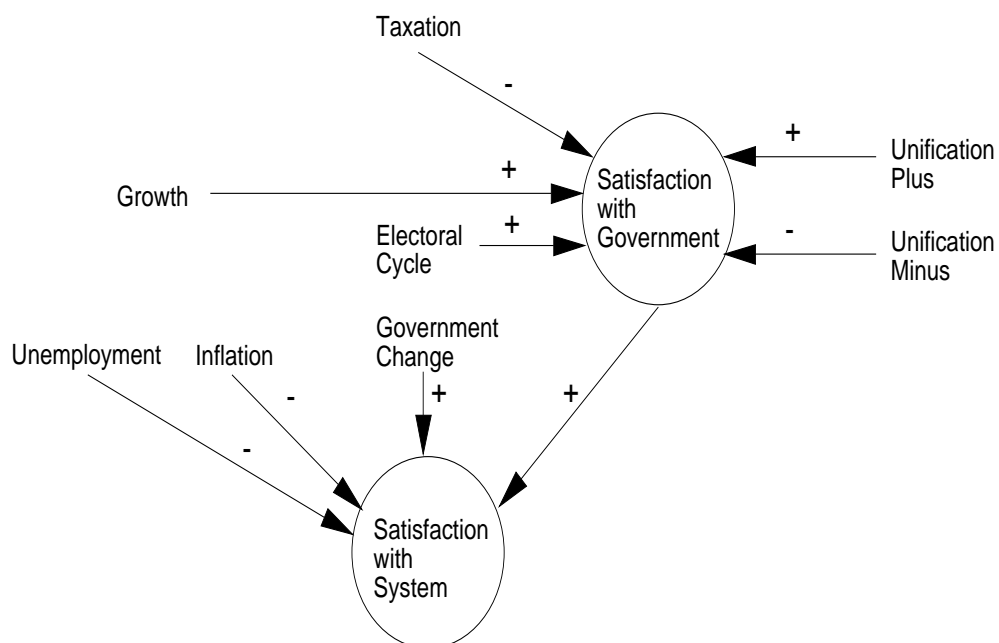 Taxation
-
+
Unification
Plus
Growth
+
Satisfaction
with
Government
Electoral
Cycle
+
-
Unification
Minus
Government
Change
Unemployment
Inflation
-
+
+
-
Satisfaction
with
System